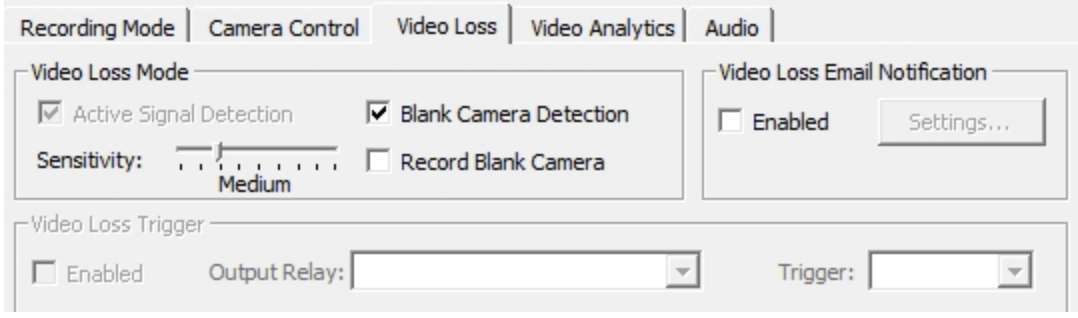 Recording Mode Camera Control Video Loss Video Analytics Audio
Video Loss Mode Video Loss Email Notification
Active Signal Detection Blank Camera Detection Enabled Settings...
Sensitivity: Medium Record Blank Camera
Video Loss Trigger
Enabled Output Relay: Trigger: